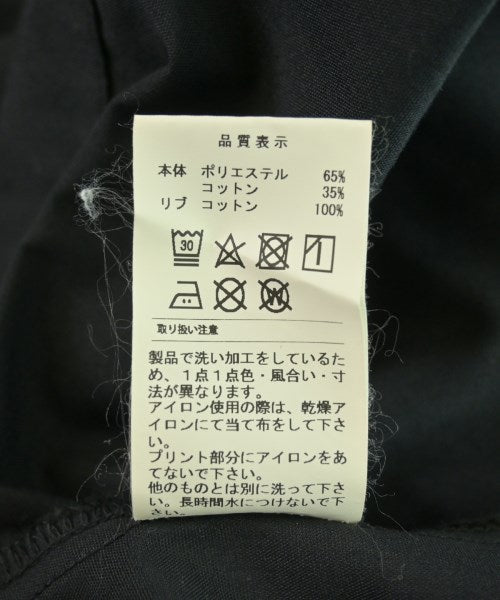 品質表示
本体 ポリエステル 65%
コットン 35%
リブ コットン 100%
30
W
取り扱い注意
製品で洗い加工をしているた
め、１点１点色・風合い・寸
法が異なります。
アイロン使用の際は、乾燥ア
イロンにて当て布をして下さ
い。
プリント部分にアイロンをあ
てないで下さい。
他のものとは別に洗って下さ
い。長時間水につけないで下
さい。